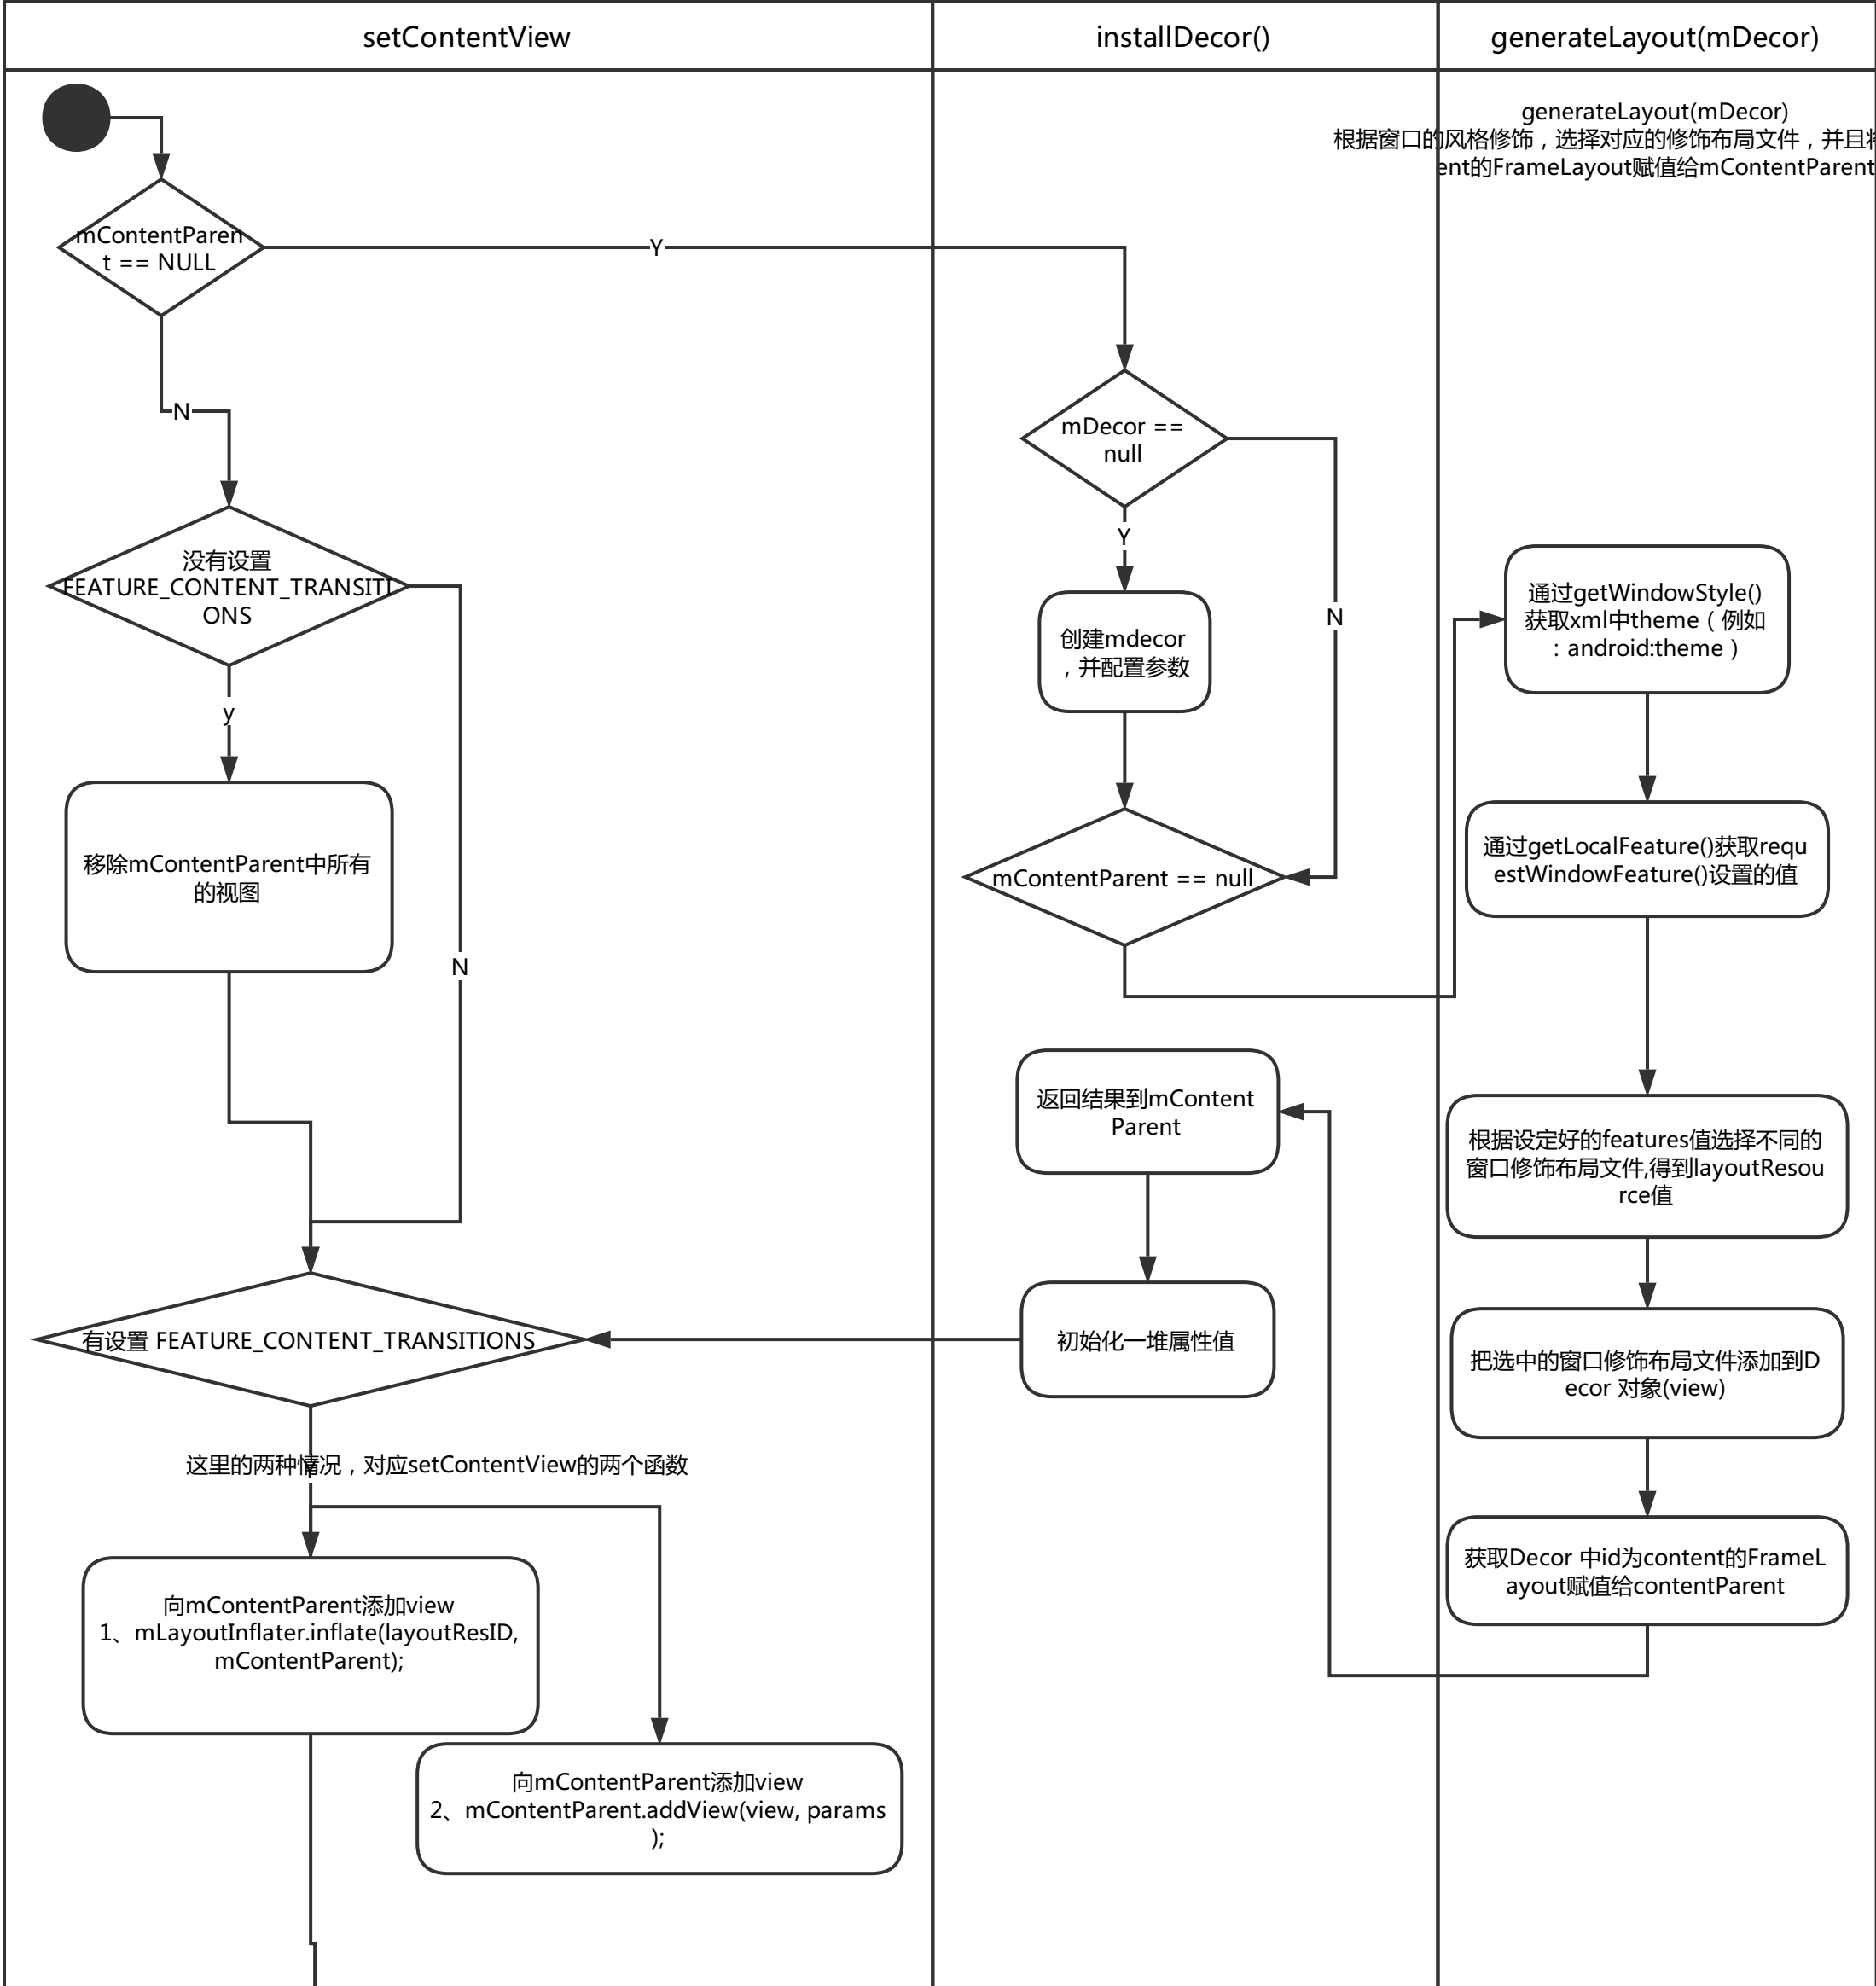 setContentView
installDecor()
generateLayout(mDecor)
generateLayout(mDecor)
根据窗口的风格修饰，选择对应的修饰布局文件，并且
ent的FrameLayout赋值给mContentParent
mContentParen
t == NULL
Y
N
mDecor ==
null
Y
N
没有设置
FEATURE_CONTENT_TRANSITI
ONS
y
N
创建mdecor
，并配置参数
通过getWindowStyle()
获取xml中theme（例如
：android:theme）
移除mContentParent中所有
的视图
mContentParent == null
通过getLocalFeature()获取requ
estWindowFeature()设置的值
返回结果到mContent
Parent
根据设定好的features值选择不同的
窗口修饰布局文件,得到layoutResou
rce值
有设置 FEATURE_CONTENT_TRANSITIONS
初始化一堆属性值
把选中的窗口修饰布局文件添加到D
ecor 对象(view)
这里的两种情况，对应setContentView的两个函数
获取Decor 中id为content的FrameL
ayout赋值给contentParent
向mContentParent添加view
1、mLayoutInflater.inflate(layoutResID,
mContentParent);
向mContentParent添加view
2、mContentParent.addView(view, params
);